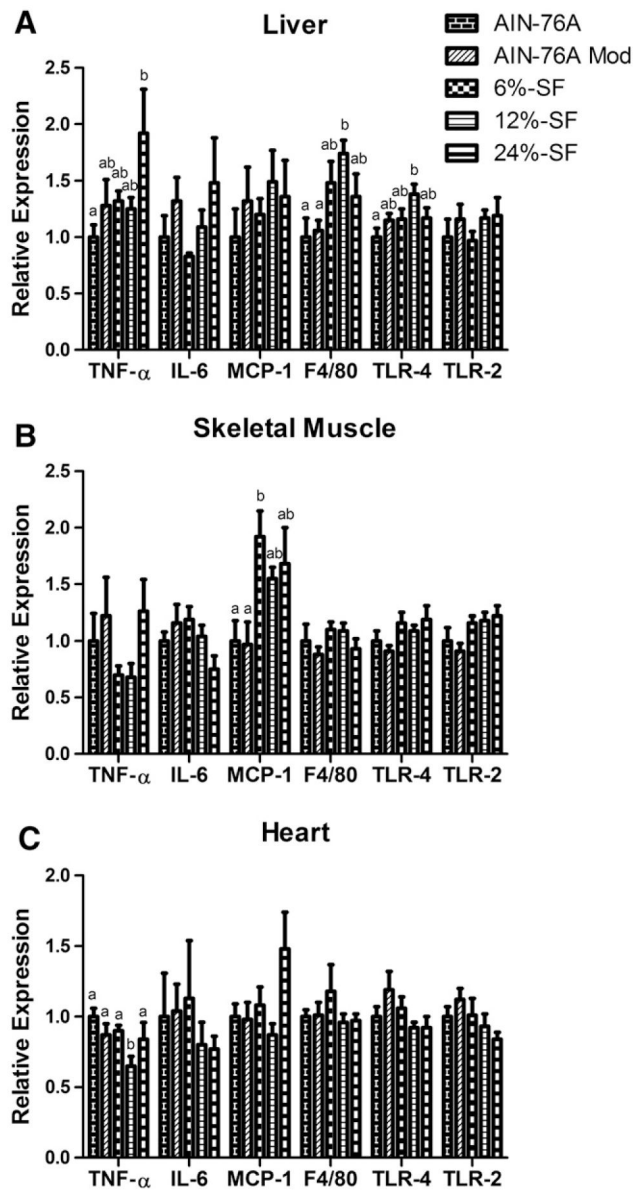 A
Liver
AIN-76A
AIN-76A Mod
6%-SF
12%-SF
24%-SF
Relative Expression
2.5
2.0
1.5
1.0
0.5
0.0
a ab ab ab b
a a ab b ab
a ab ab b ab
TNF-α IL-6 MCP-1 F4/80 TLR-4 TLR-2
B
Skeletal Muscle
Relative Expression
2.5
2.0
1.5
1.0
0.5
0.0
a a b ab ab
TNF-α IL-6 MCP-1 F4/80 TLR-4 TLR-2
C
Heart
Relative Expression
2.0
1.5
1.0
0.5
0.0
a a a b a
TNF-α IL-6 MCP-1 F4/80 TLR-4 TLR-2